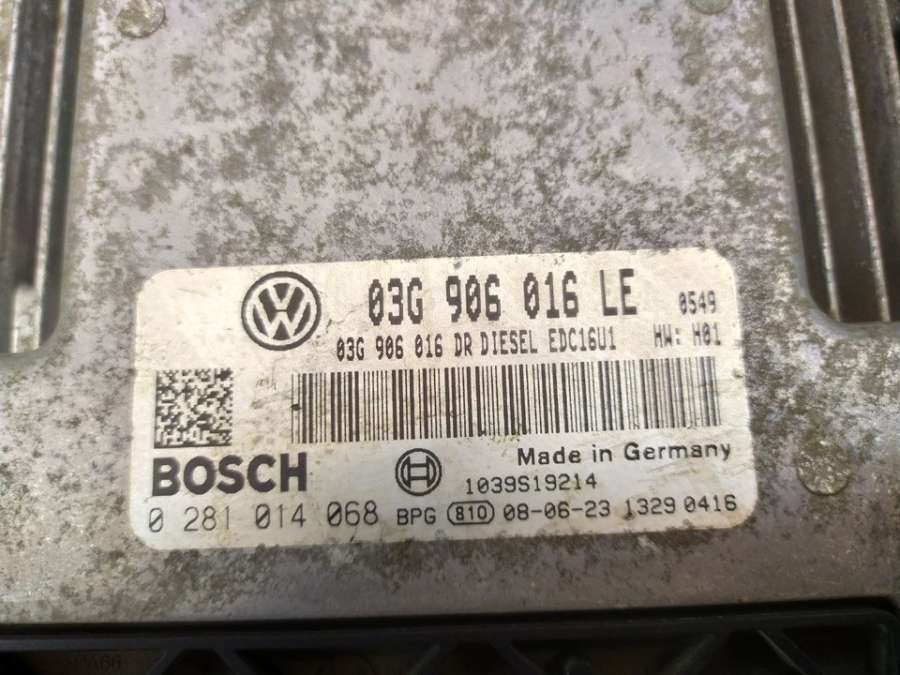 03G 906 016 LE 0549
03G 906 016 DR DIESEL EDC16U1 HW: H01
BOSCH
Made in Germany
1039S19214
0 281 014 068 BPG 810 08-06-23 1329 0416